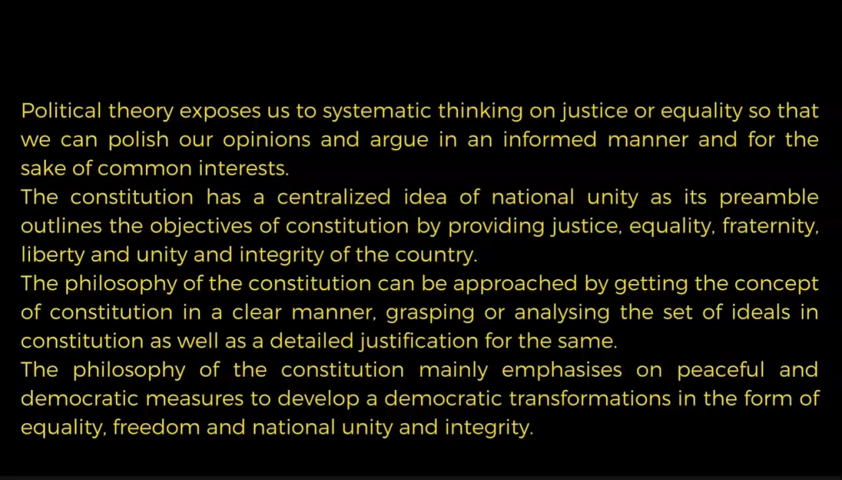 Political theory exposes us to systematic thinking on justice or equality so that
we can polish our opinions and argue in an informed manner and for the
sake of common interests.
The constitution has a centralized idea of national unity as its preamble
outlines the objectives of constitution by providing justice, equality, fraternity,
liberty and unity and integrity of the country.
The philosophy of the constitution can be approached by getting the concept
of constitution in a clear manner, grasping or analysing the set of ideals in
constitution as well as a detailed justification for the same.
The philosophy of the constitution mainly emphasises on peaceful and
democratic measures to develop a democratic transformations in the form of
equality, freedom and national unity and integrity.